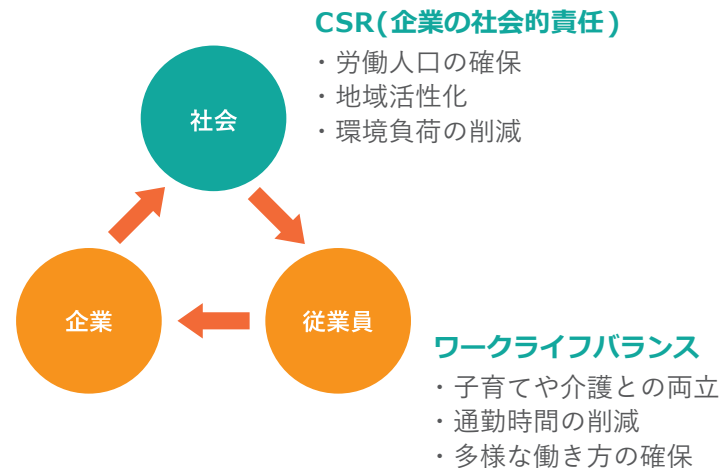 CSR(企業の社会的責任)
・労働人口の確保
・地域活性化
・環境負荷の削減
社会
企業
従業員
ワークライフバランス
・子育てや介護との両立
・通勤時間の削減
・多様な働き方の確保